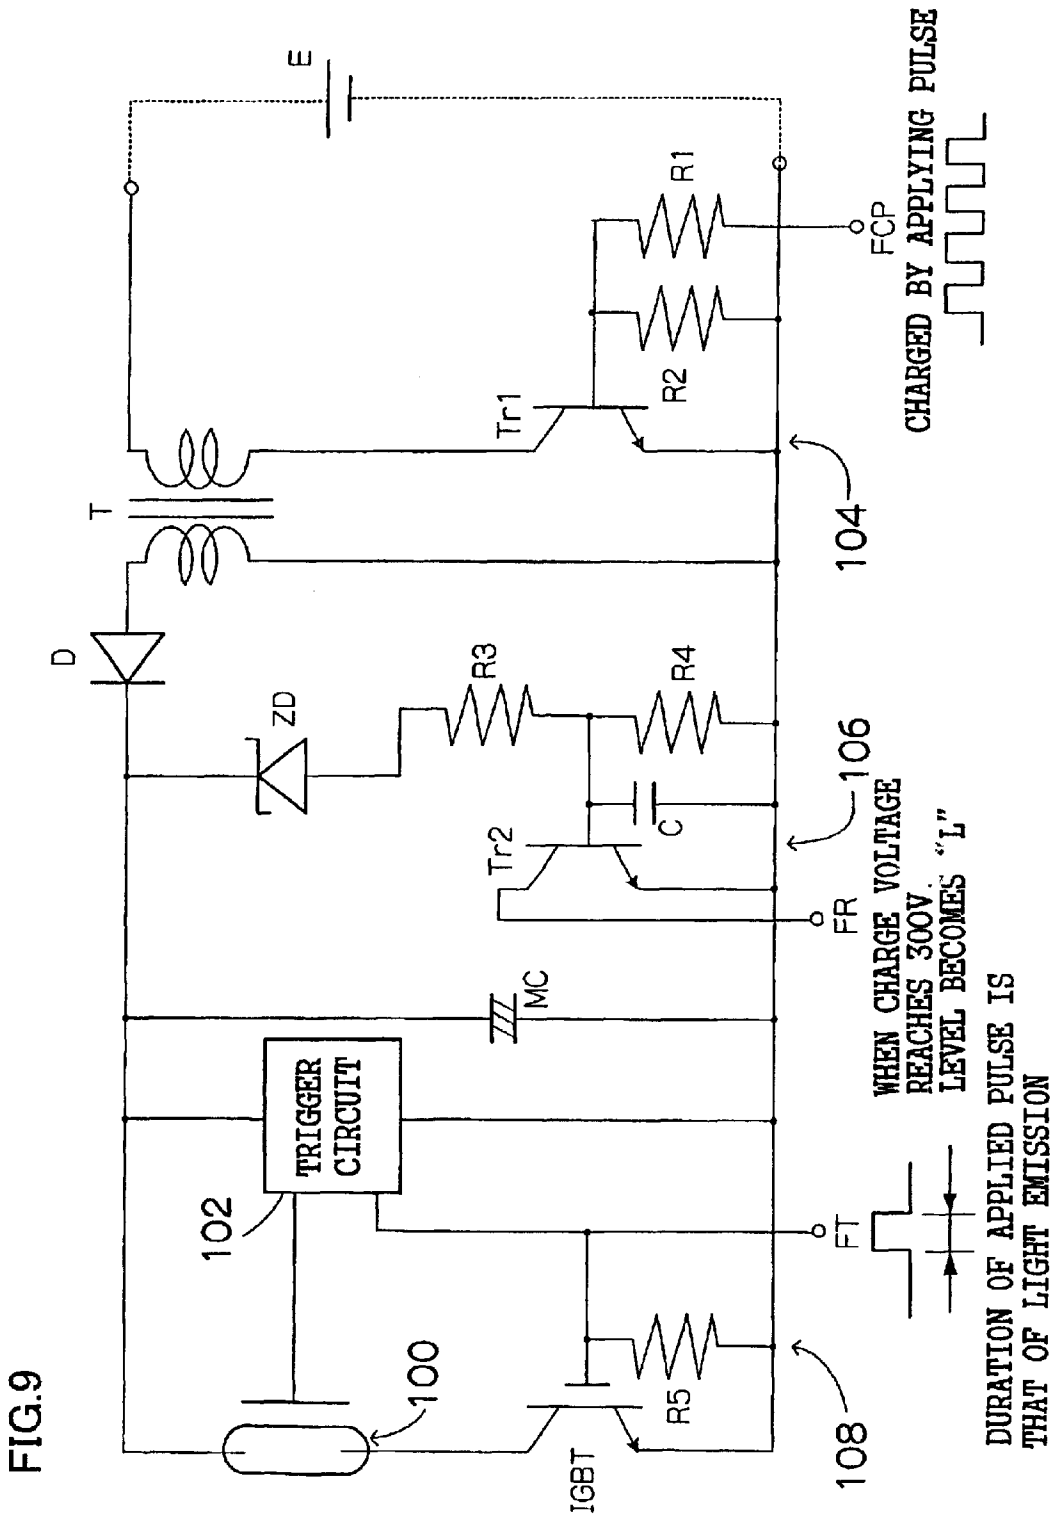 FIG.9
100
102
TRIGGER
CIRCUIT
MC
D
ZD
T
E
IGBT
R5
Tr2
C
R3
R4
Tr1
R2
R1
108
FT
FR
106
104
FCP
DURATION OF APPLIED PULSE IS
THAT OF LIGHT EMISSION
WHEN CHARGE VOLTAGE
REACHES 300V.
LEVEL BECOMES "L"
CHARGED BY APPLYING PULSE